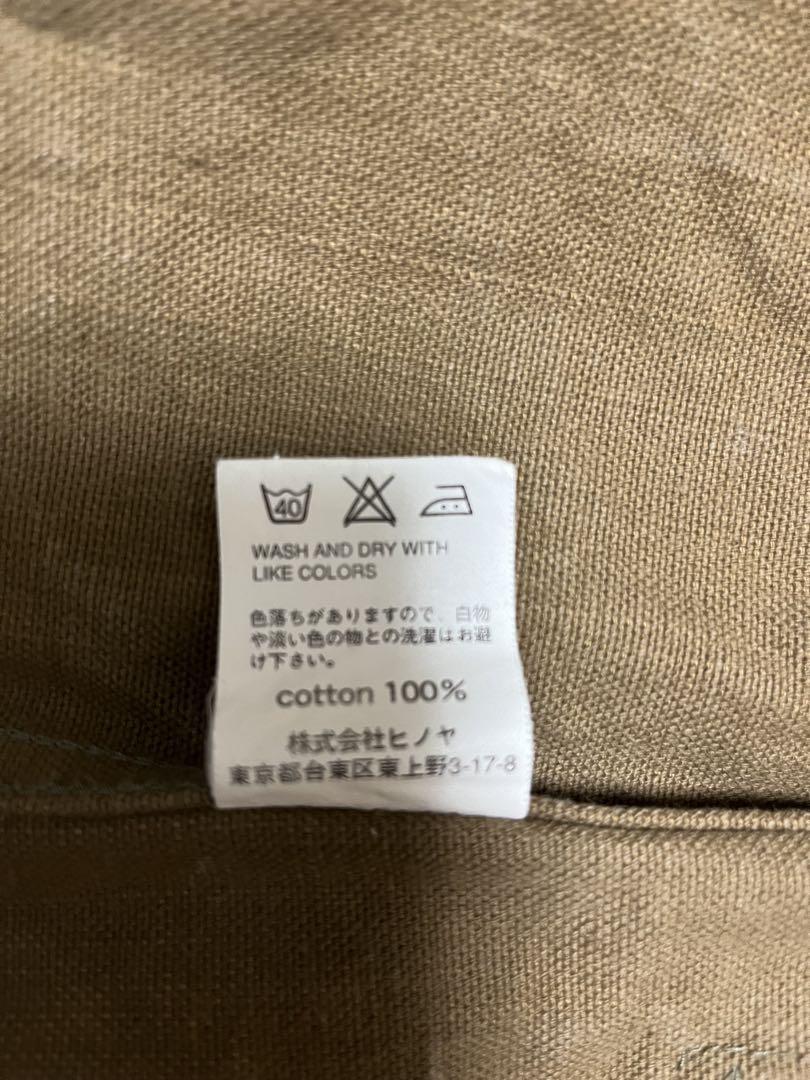 40
WASH AND DRY WITH
LIKE COLORS
色落ちがありますので、白物
や淡い色の物との洗濯はお避
け下さい。
cotton 100%
株式会社ヒノヤ
東京都台東区東上野3-17-8